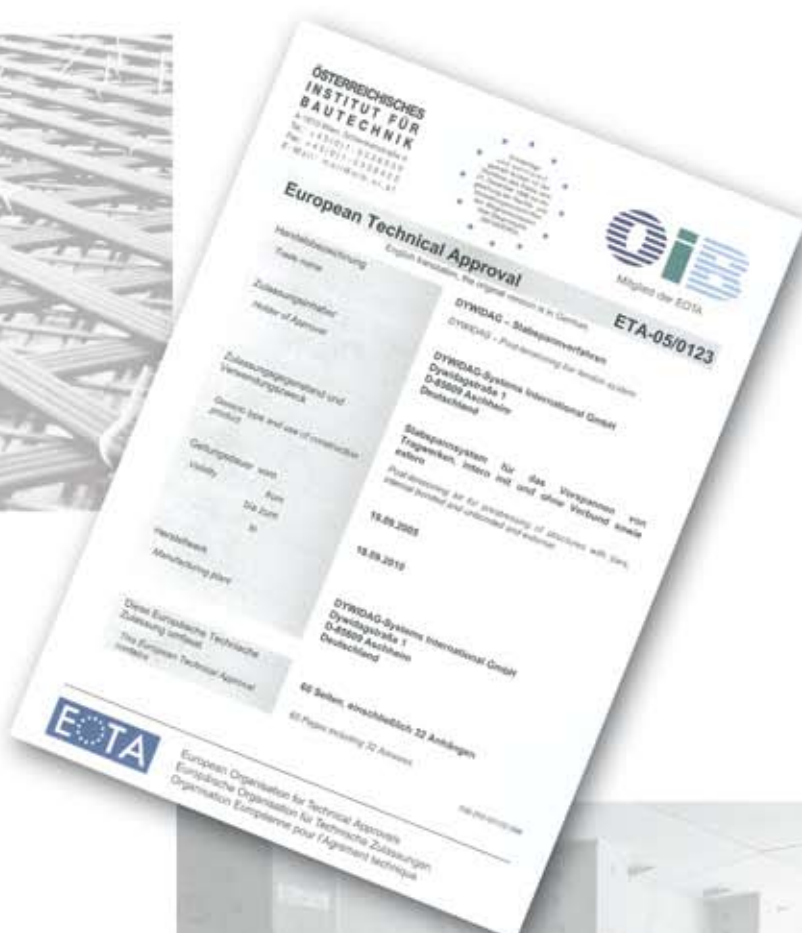 ÖSTERREICHISCHES
INSTITUT FÜR
BAUTECHNIK
European Technical Approval
English translation, the original version is in German
OiB
Mitglied der EOTA
ETA-05/0123
Handelsbezeichnung
Trade name
DYWIDAG – Stabspannverfahren
DYWIDAG – Post-tensioning bar tendon system
Zulassungsinhaber
Holder of Approval
DYWIDAG-Systems International GmbH
Dywidagstraße 1
D-85609 Aschheim
Deutschland
Zulassungsgegenstand und
Verwendungszweck
Generic type and use of construction
product
Stabspannsystem für das Vorspannen von
Tragwerken, intern mit und ohne Verbund sowie
extern
Post-tensioning kit for prestressing of structures with bars,
internal bonded and unbonded and external
Geltungsdauer vom
Validity from
19.09.2005
bis zum
to
18.09.2010
Herstellwerk
Manufacturing plant
DYWIDAG-Systems International GmbH
Dywidagstraße 1
D-85609 Aschheim
Deutschland
Diese Europäische Technische
Zulassung umfasst
This European Technical Approval
contains
60 Seiten, einschließlich 32 Anhängen
60 Pages including 32 Annexes
EOTA
European Organisation for Technical Approvals
Europäische Organisation für Technische Zulassungen
Organisation Européenne pour l'Agrément technique